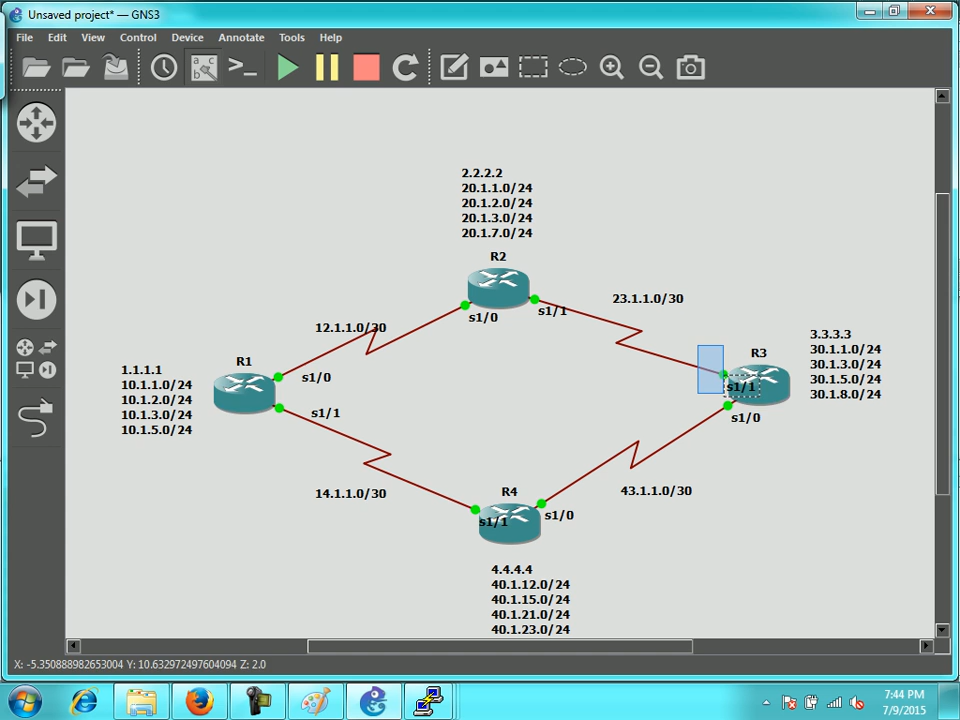 Unsaved project* — GNS3
File Edit View Control Device Annotate Tools Help
2.2.2.2
20.1.1.0/24
20.1.2.0/24
20.1.3.0/24
20.1.7.0/24
R2
s1/0
s1/1
23.1.1.0/30
12.1.1.0/30
3.3.3.3
30.1.1.0/24
30.1.3.0/24
30.1.5.0/24
30.1.8.0/24
R3
s1/1
s1/0
R1
s1/0
s1/1
1.1.1.1
10.1.1.0/24
10.1.2.0/24
10.1.3.0/24
10.1.5.0/24
14.1.1.0/30
43.1.1.0/30
R4
s1/1
s1/0
4.4.4.4
40.1.12.0/24
40.1.15.0/24
40.1.21.0/24
40.1.23.0/24
X: -5.350888982653004 Y: 10.632972497604094 Z: 2.0
7:44 PM
7/9/2015